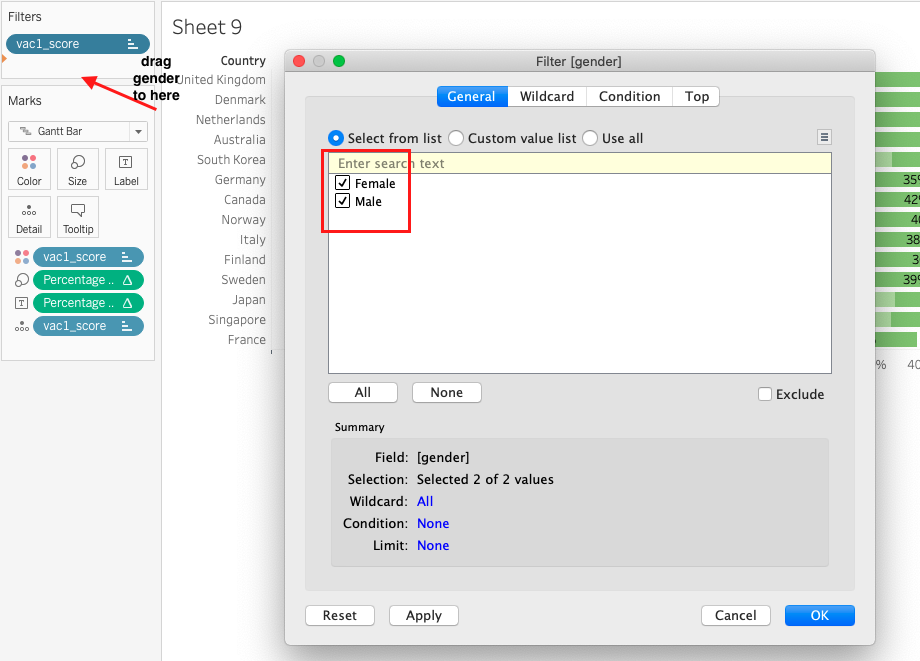 Filters
vac1_score
drag
gender
to here
Marks
Gantt Bar
Color
Size
Label
Detail
Tooltip
vac1_score
Percentage ..
Percentage ..
vac1_score
Sheet 9
Country
United Kingdom
Denmark
Netherlands
Australia
South Korea
Germany
Canada
Norway
Italy
Finland
Sweden
Japan
Singapore
France
Filter [gender]
General Wildcard Condition Top
Select from list Custom value list Use all
Enter search text
Female
Male
All None Exclude
Summary
Field: [gender]
Selection: Selected 2 of 2 values
Wildcard: All
Condition: None
Limit: None
Reset Apply Cancel OK
35%
42%
38%
39%
% 40